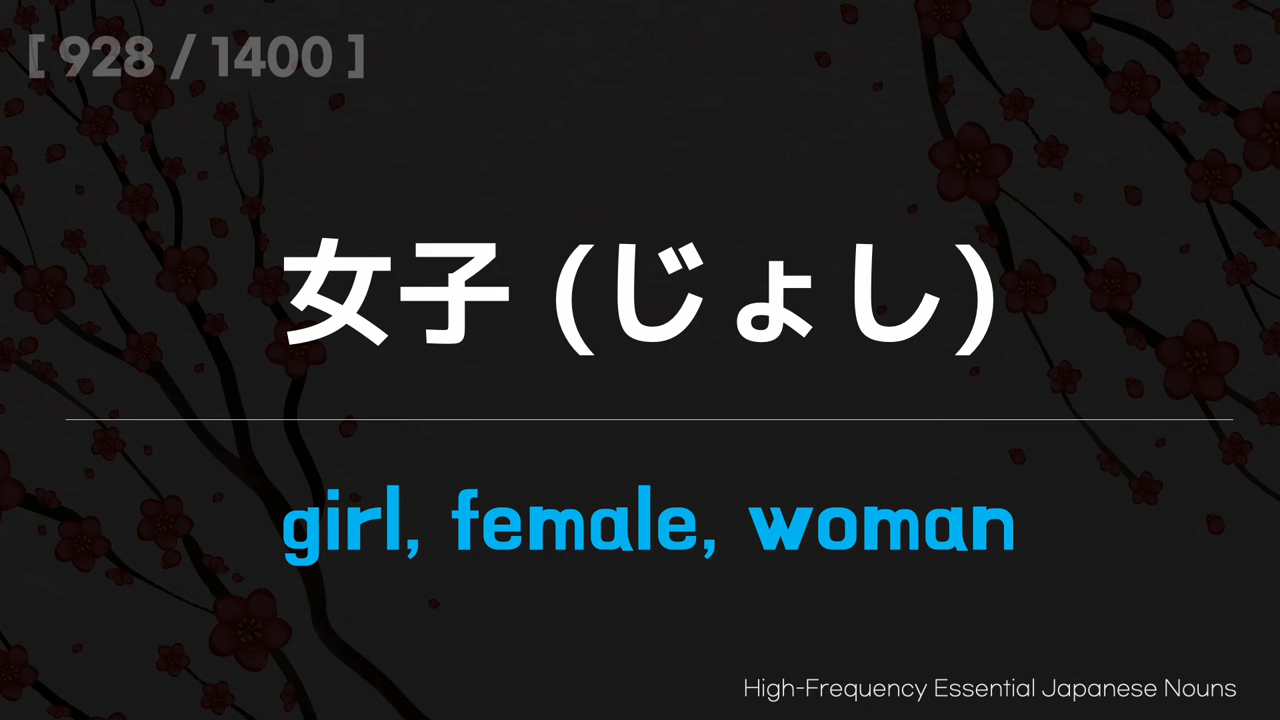 [ 928 / 1400 ]
女子 (じょし)
girl, female, woman
High-Frequency Essential Japanese Nouns